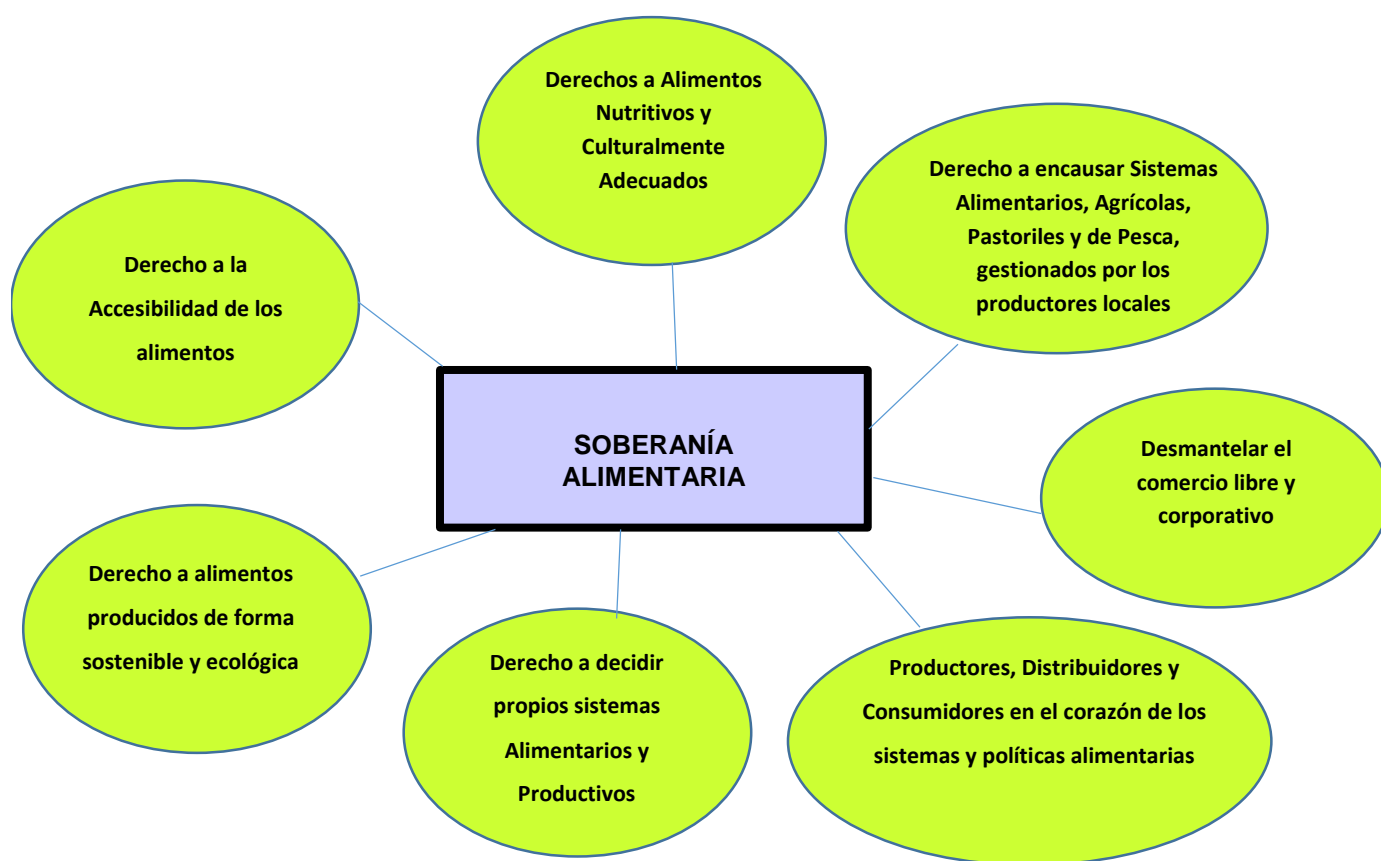 Derechos a Alimentos
Nutritivos y
Culturalmente
Adecuados
Derecho a encausar Sistemas
Alimentarios, Agrícolas,
Pastoriles y de Pesca,
gestionados por los
productores locales
Derecho a la
Accesibilidad de los
alimentos
SOBERANÍA
ALIMENTARIA
Desmantelar el
comercio libre y
corporativo
Derecho a alimentos
producidos de forma
sostenible y ecológica
Derecho a decidir
propios sistemas
Alimentarios y
Productivos
Productores, Distribuidores y
Consumidores en el corazón de los
sistemas y políticas alimentarias